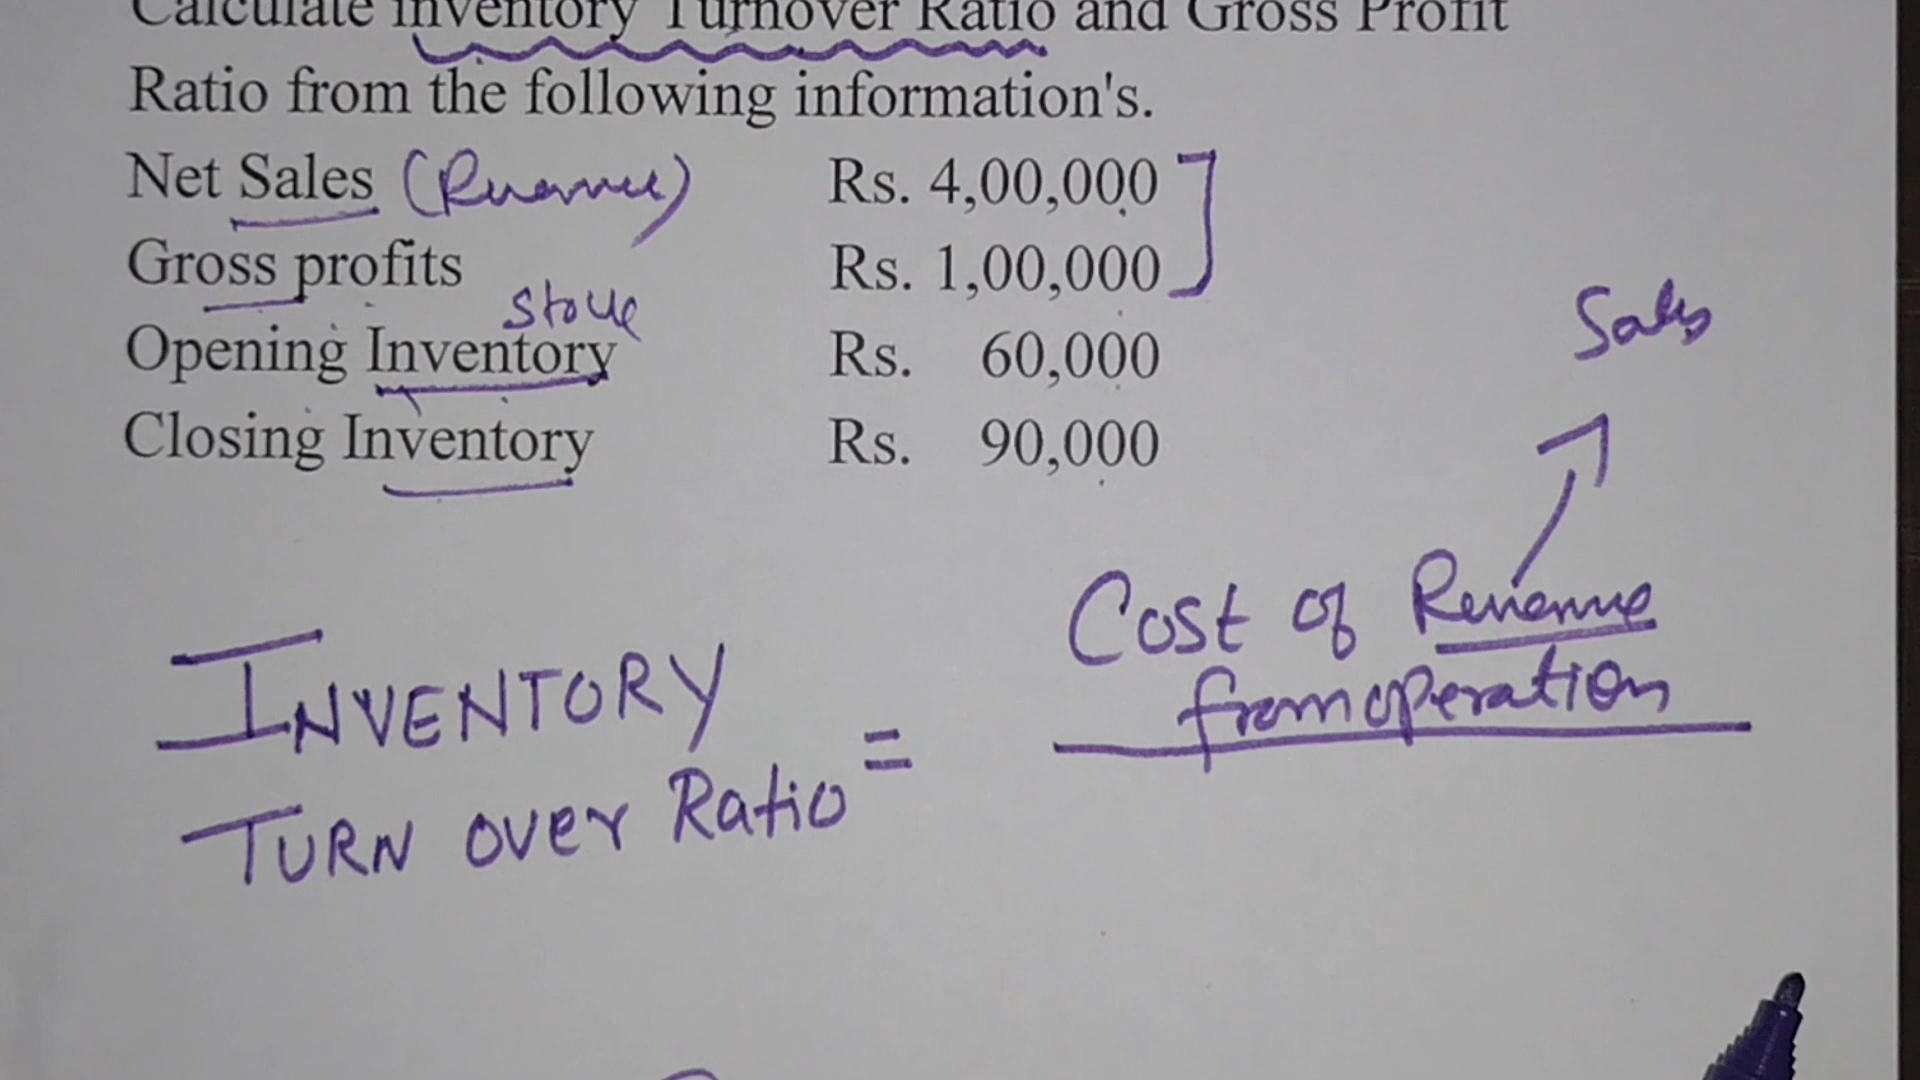 Calculate inventory Turnover Ratio and Gross Profit
Ratio from the following information's.
Net Sales (Revenue) Rs. 4,00,000
Gross profits Rs. 1,00,000
Stock
Opening Inventory Rs. 60,000
Closing Inventory Rs. 90,000
Sales
Cost of Revenue
from operation
INVENTORY
TURN over Ratio =